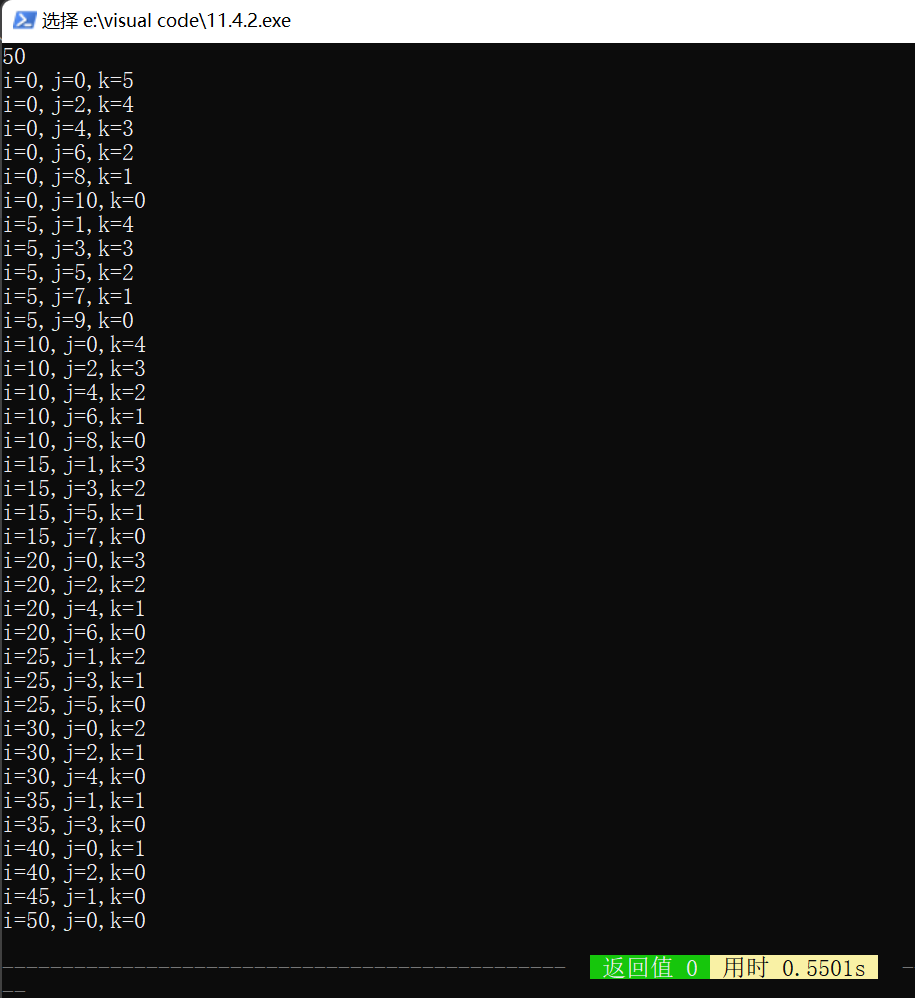 选择 e:\visual code\11.4.2.exe
50
i=0,j=0,k=5
i=0,j=2,k=4
i=0,j=4,k=3
i=0,j=6,k=2
i=0,j=8,k=1
i=0,j=10,k=0
i=5,j=1,k=4
i=5,j=3,k=3
i=5,j=5,k=2
i=5,j=7,k=1
i=5,j=9,k=0
i=10,j=0,k=4
i=10,j=2,k=3
i=10,j=4,k=2
i=10,j=6,k=1
i=10,j=8,k=0
i=15,j=1,k=3
i=15,j=3,k=2
i=15,j=5,k=1
i=15,j=7,k=0
i=20,j=0,k=3
i=20,j=2,k=2
i=20,j=4,k=1
i=20,j=6,k=0
i=25,j=1,k=2
i=25,j=3,k=1
i=25,j=5,k=0
i=30,j=0,k=2
i=30,j=2,k=1
i=30,j=4,k=0
i=35,j=1,k=1
i=35,j=3,k=0
i=40,j=0,k=1
i=40,j=2,k=0
i=45,j=1,k=0
i=50,j=0,k=0
----------------------------------------------- 返回值 0 用时 0.5501s -
--